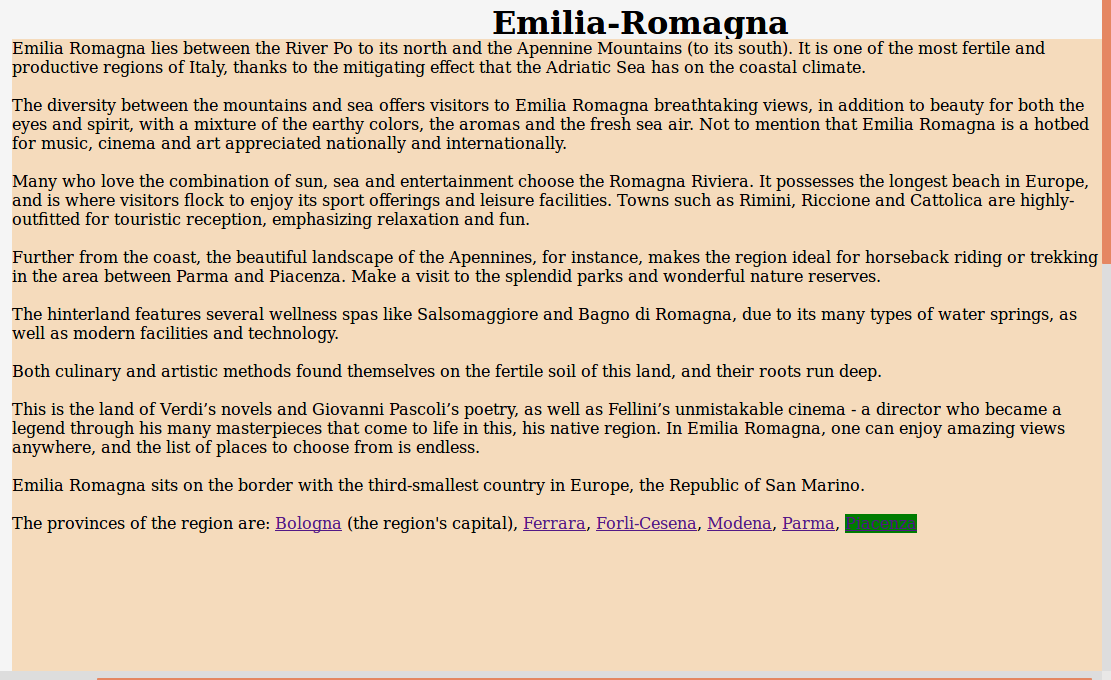 Emilia-Romagna
Emilia Romagna lies between the River Po to its north and the Apennine Mountains (to its south). It is one of the most fertile and
productive regions of Italy, thanks to the mitigating effect that the Adriatic Sea has on the coastal climate.
The diversity between the mountains and sea offers visitors to Emilia Romagna breathtaking views, in addition to beauty for both the
eyes and spirit, with a mixture of the earthy colors, the aromas and the fresh sea air. Not to mention that Emilia Romagna is a hotbed
for music, cinema and art appreciated nationally and internationally.
Many who love the combination of sun, sea and entertainment choose the Romagna Riviera. It possesses the longest beach in Europe,
and is where visitors flock to enjoy its sport offerings and leisure facilities. Towns such as Rimini, Riccione and Cattolica are highly-
outfitted for touristic reception, emphasizing relaxation and fun.
Further from the coast, the beautiful landscape of the Apennines, for instance, makes the region ideal for horseback riding or trekking
in the area between Parma and Piacenza. Make a visit to the splendid parks and wonderful nature reserves.
The hinterland features several wellness spas like Salsomaggiore and Bagno di Romagna, due to its many types of water springs, as
well as modern facilities and technology.
Both culinary and artistic methods found themselves on the fertile soil of this land, and their roots run deep.
This is the land of Verdi’s novels and Giovanni Pascoli’s poetry, as well as Fellini’s unmistakable cinema - a director who became a
legend through his many masterpieces that come to life in this, his native region. In Emilia Romagna, one can enjoy amazing views
anywhere, and the list of places to choose from is endless.
Emilia Romagna sits on the border with the third-smallest country in Europe, the Republic of San Marino.
The provinces of the region are: Bologna (the region's capital), Ferrara, Forli-Cesena, Modena, Parma, Piacenza